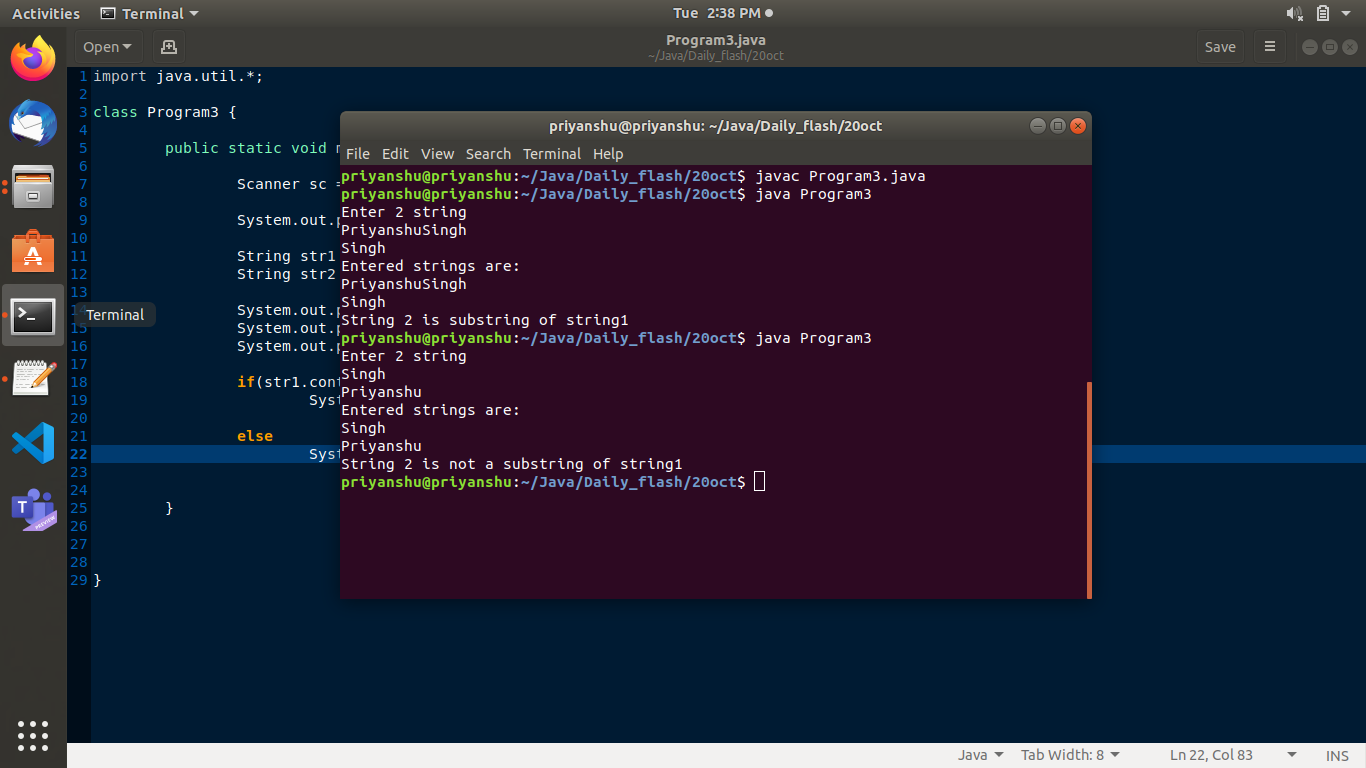 Activities Terminal Tue 2:38 PM
Open Program3.java Save
~/Java/Daily_flash/20oct
1 import java.util.*;
2
3 class Program3 {
4
5 public static void
6
7 Scanner sc =
8
9 System.out.
10
11 String str1
12 String str2
13
14 System.out.
15 System.out.
16 System.out.
17
18 if(str1.cont
19 Syst
20
21 else
22 Syst
23
24
25 }
26
27
28
29 }
Terminal
priyanshu@priyanshu: ~/Java/Daily_flash/20oct
File Edit View Search Terminal Help
priyanshu@priyanshu:~/Java/Daily_flash/20oct$ javac Program3.java
priyanshu@priyanshu:~/Java/Daily_flash/20oct$ java Program3
Enter 2 string
PriyanshuSingh
Singh
Entered strings are:
PriyanshuSingh
Singh
String 2 is substring of string1
priyanshu@priyanshu:~/Java/Daily_flash/20oct$ java Program3
Enter 2 string
Singh
Priyanshu
Entered strings are:
Singh
Priyanshu
String 2 is not a substring of string1
priyanshu@priyanshu:~/Java/Daily_flash/20oct$
T
PREVIEW
Java Tab Width: 8 Ln 22, Col 83 INS